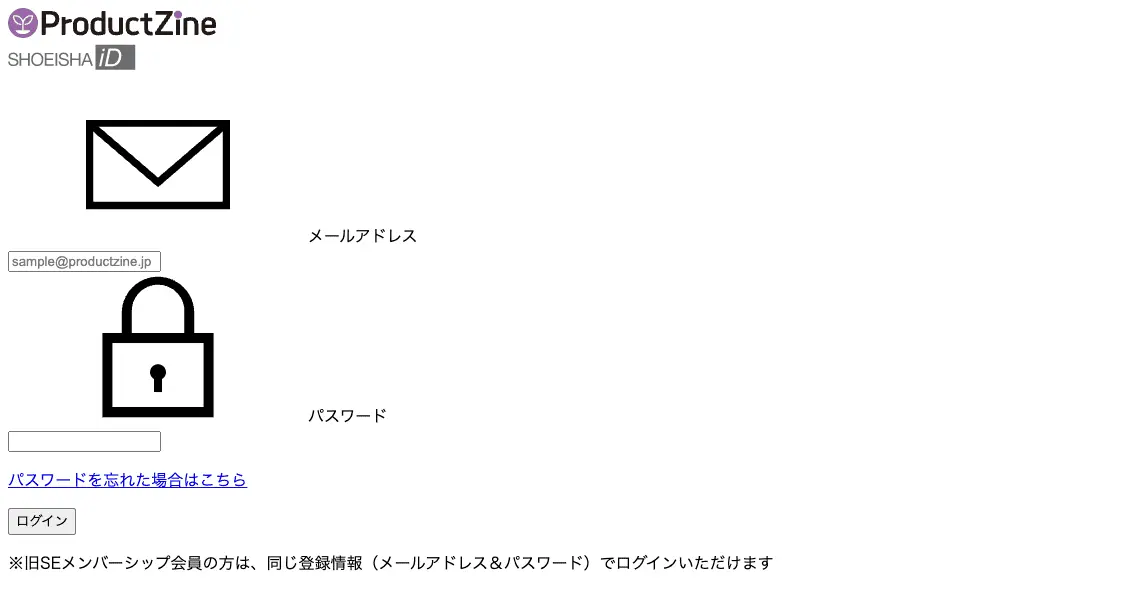 ProductZine
SHOEISHA iD
メールアドレス
sample@productzine.jp
パスワード
パスワードを忘れた場合はこちら
ログイン
※旧SEメンバーシップ会員の方は、同じ登録情報（メールアドレス＆パスワード）でログインいただけます